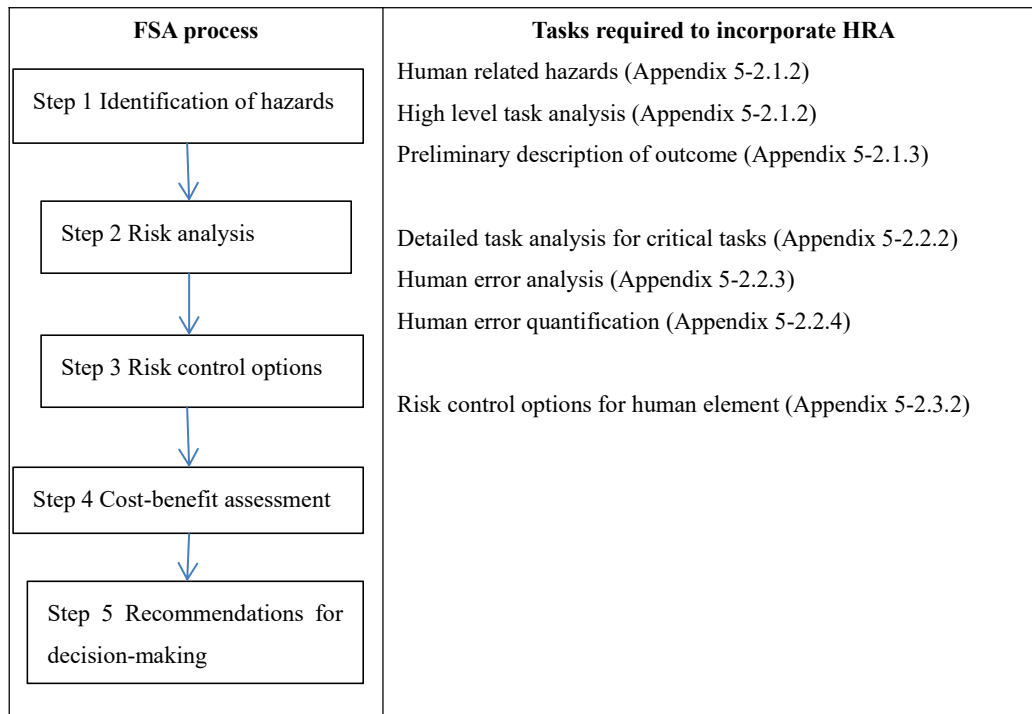 FSA process
Step 1 Identification of hazards
Step 2 Risk analysis
Step 3 Risk control options
Step 4 Cost-benefit assessment
Step 5 Recommendations for
decision-making
Tasks required to incorporate HRA
Human related hazards (Appendix 5-2.1.2)
High level task analysis (Appendix 5-2.1.2)
Preliminary description of outcome (Appendix 5-2.1.3)
Detailed task analysis for critical tasks (Appendix 5-2.2.2)
Human error analysis (Appendix 5-2.2.3)
Human error quantification (Appendix 5-2.2.4)
Risk control options for human element (Appendix 5-2.3.2)